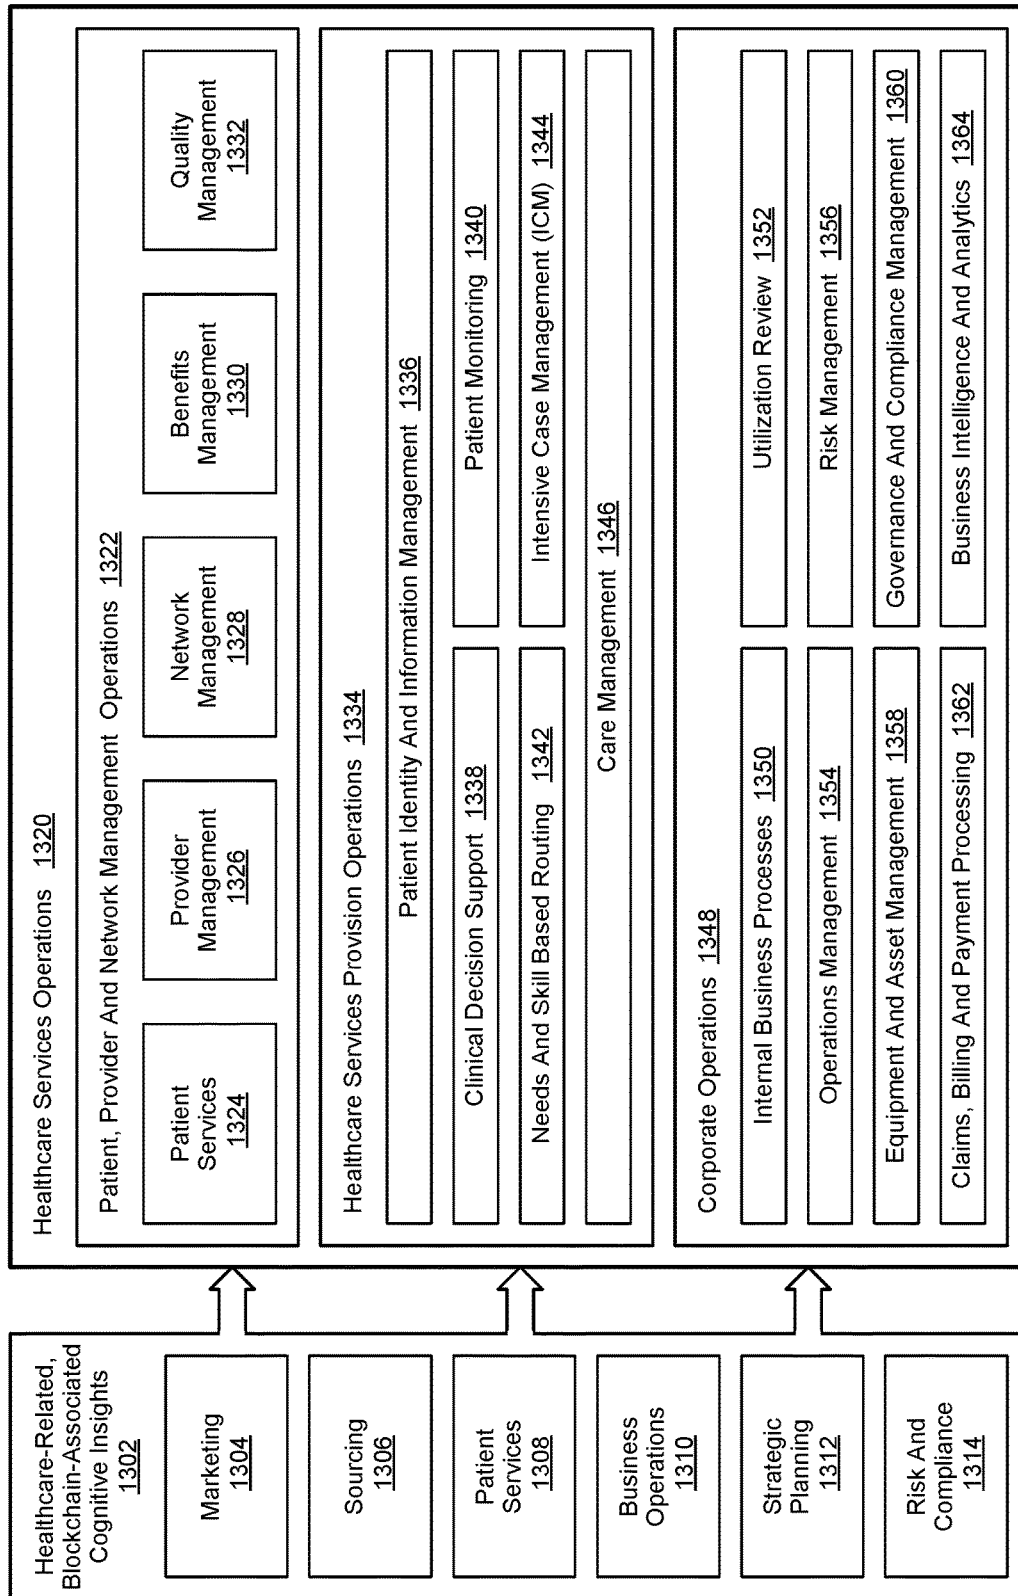 Healthcare-Related,
Blockchain-Associated
Cognitive Insights
1302
Marketing
1304
Sourcing
1306
Patient
Services
1308
Business
Operations
1310
Strategic
Planning
1312
Risk And
Compliance
1314
Healthcare Services Operations 1320
Patient, Provider And Network Management Operations 1322
Patient
Services
1324
Provider
Management
1326
Network
Management
1328
Benefits
Management
1330
Quality
Management
1332
Healthcare Services Provision Operations 1334
Patient Identity And Information Management 1336
Clinical Decision Support 1338
Patient Monitoring 1340
Needs And Skill Based Routing 1342
Intensive Case Management (ICM) 1344
Care Management 1346
Corporate Operations 1348
Internal Business Processes 1350
Utilization Review 1352
Operations Management 1354
Risk Management 1356
Equipment And Asset Management 1358
Governance And Compliance Management 1360
Claims, Billing And Payment Processing 1362
Business Intelligence And Analytics 1364